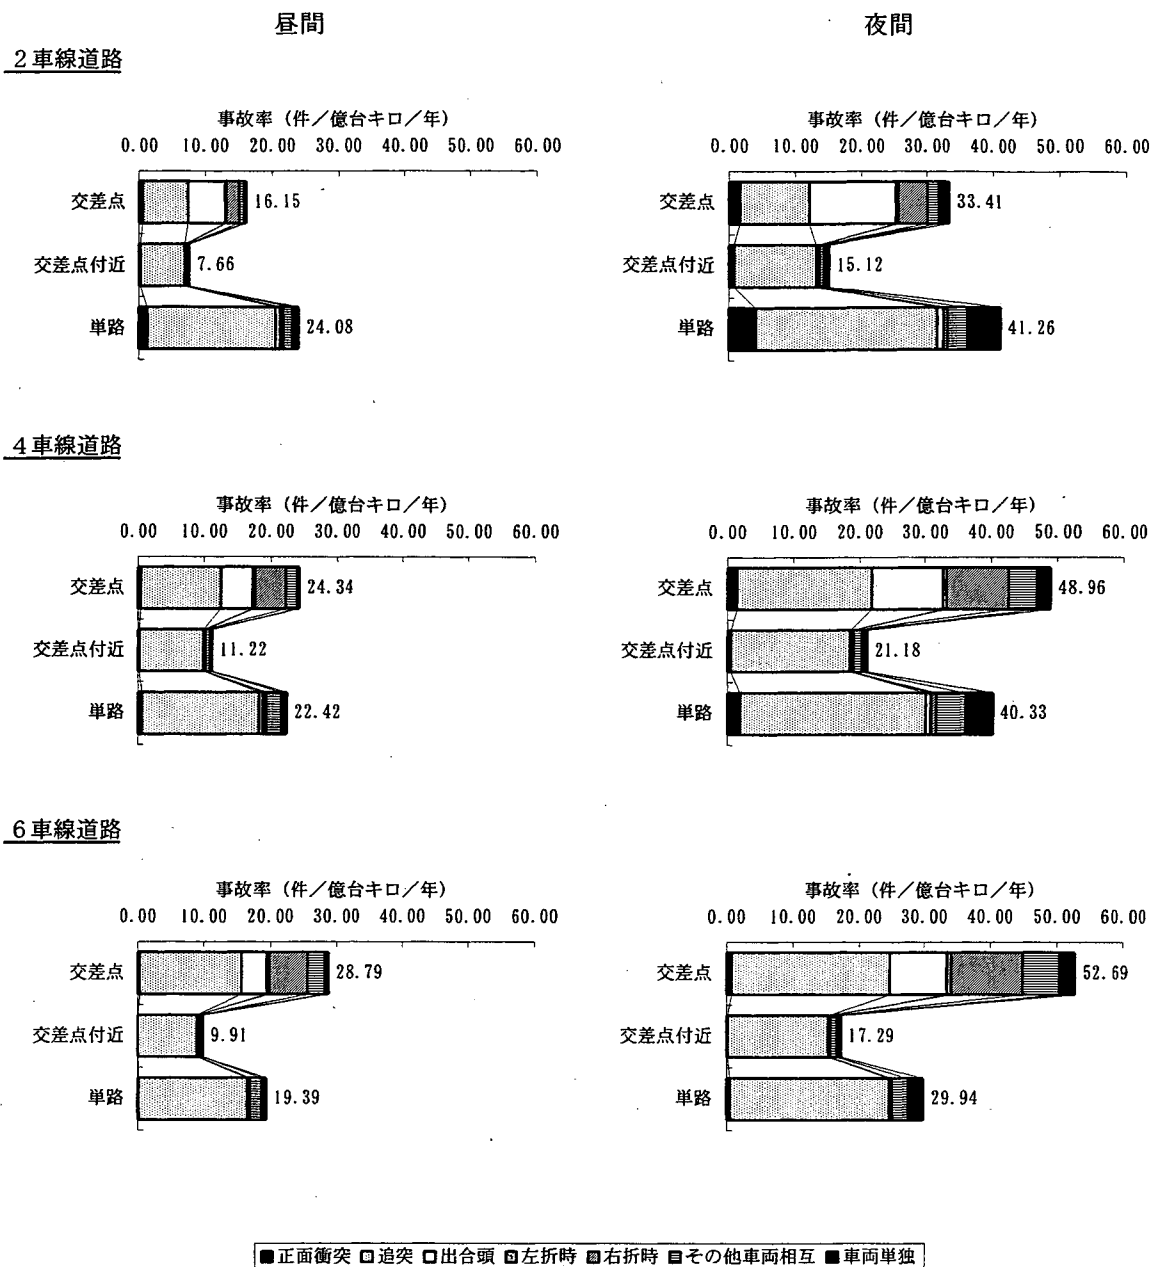 昼間
夜間
2車線道路
事故率（件／億台キロ／年）
0.00 10.00 20.00 30.00 40.00 50.00 60.00
交差点 16.15
交差点付近 7.66
単路 24.08
事故率（件／億台キロ／年）
0.00 10.00 20.00 30.00 40.00 50.00 60.00
交差点 33.41
交差点付近 15.12
単路 41.26
4車線道路
事故率（件／億台キロ／年）
0.00 10.00 20.00 30.00 40.00 50.00 60.00
交差点 24.34
交差点付近 11.22
単路 22.42
事故率（件／億台キロ／年）
0.00 10.00 20.00 30.00 40.00 50.00 60.00
交差点 48.96
交差点付近 21.18
単路 40.33
6車線道路
事故率（件／億台キロ／年）
0.00 10.00 20.00 30.00 40.00 50.00 60.00
交差点 28.79
交差点付近 9.91
単路 19.39
事故率（件／億台キロ／年）
0.00 10.00 20.00 30.00 40.00 50.00 60.00
交差点 52.69
交差点付近 17.29
単路 29.94
正面衝突 追突 出合頭 左折時 右折時 その他車両相互 車両単独